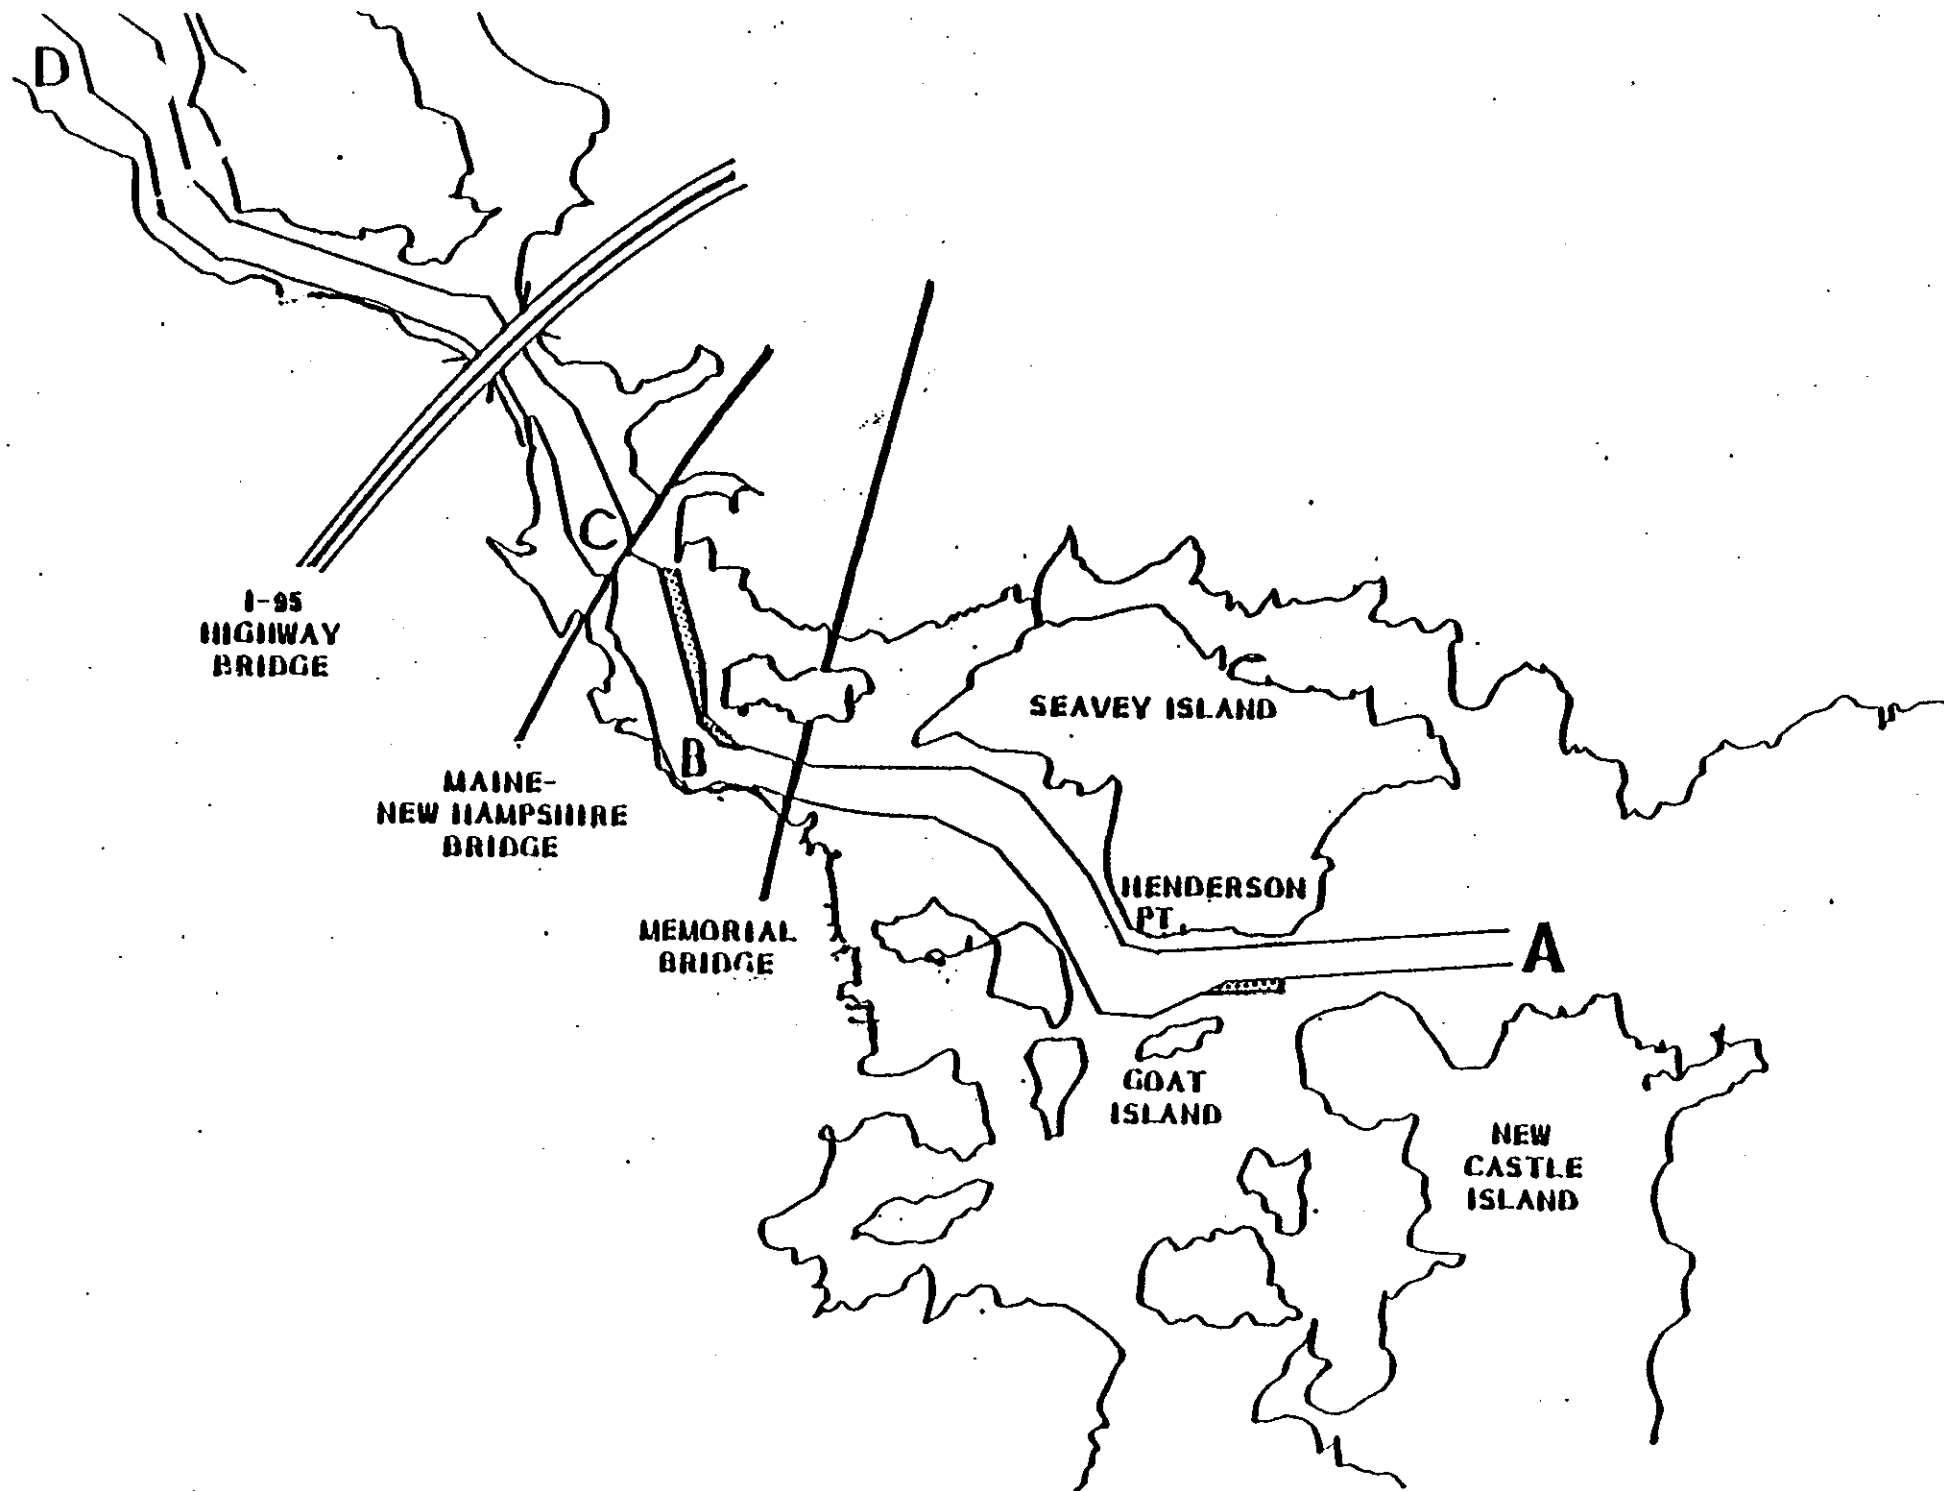 D
I-95
HIGHWAY
BRIDGE
C
SEAVEY ISLAND
B
MAINE-
NEW HAMPSHIRE
BRIDGE
HENDERSON
PT.
MEMORIAL
BRIDGE
A
GOAT
ISLAND
NEW
CASTLE
ISLAND